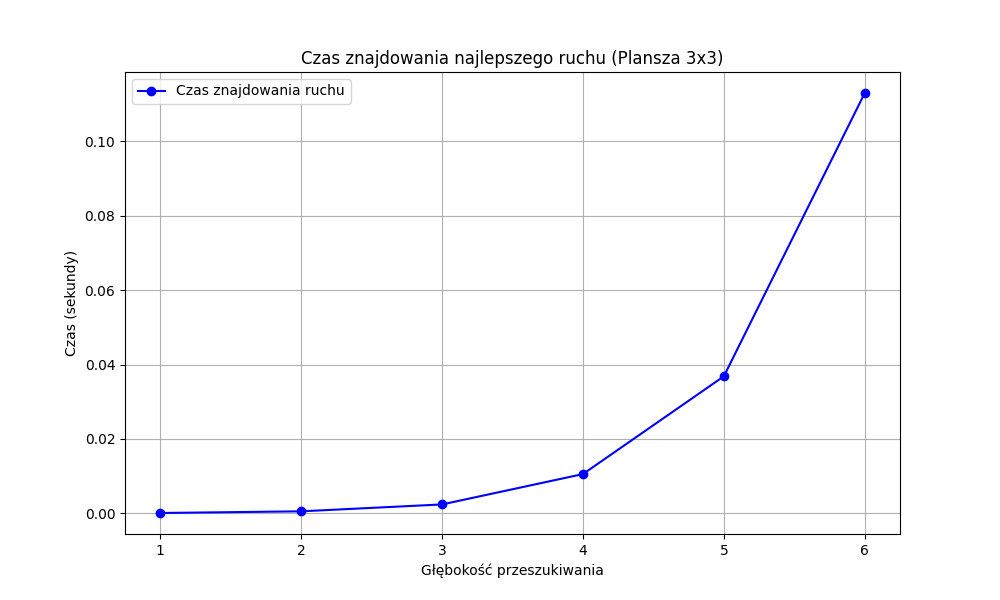 Czas znajdowania najlepszego ruchu (Plansza 3x3)
Czas znajdowania ruchu
0.10
0.08
0.06
0.04
0.02
0.00
Czas (sekundy)
1 2 3 4 5 6
Głębokość przeszukiwania